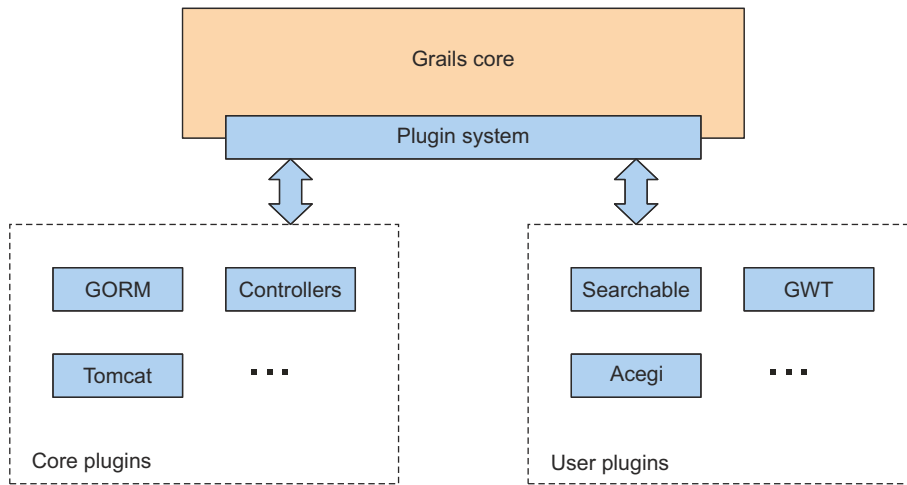 Grails core
Plugin system
GORM
Controllers
Tomcat
...
Core plugins
Searchable
GWT
Acegi
...
User plugins